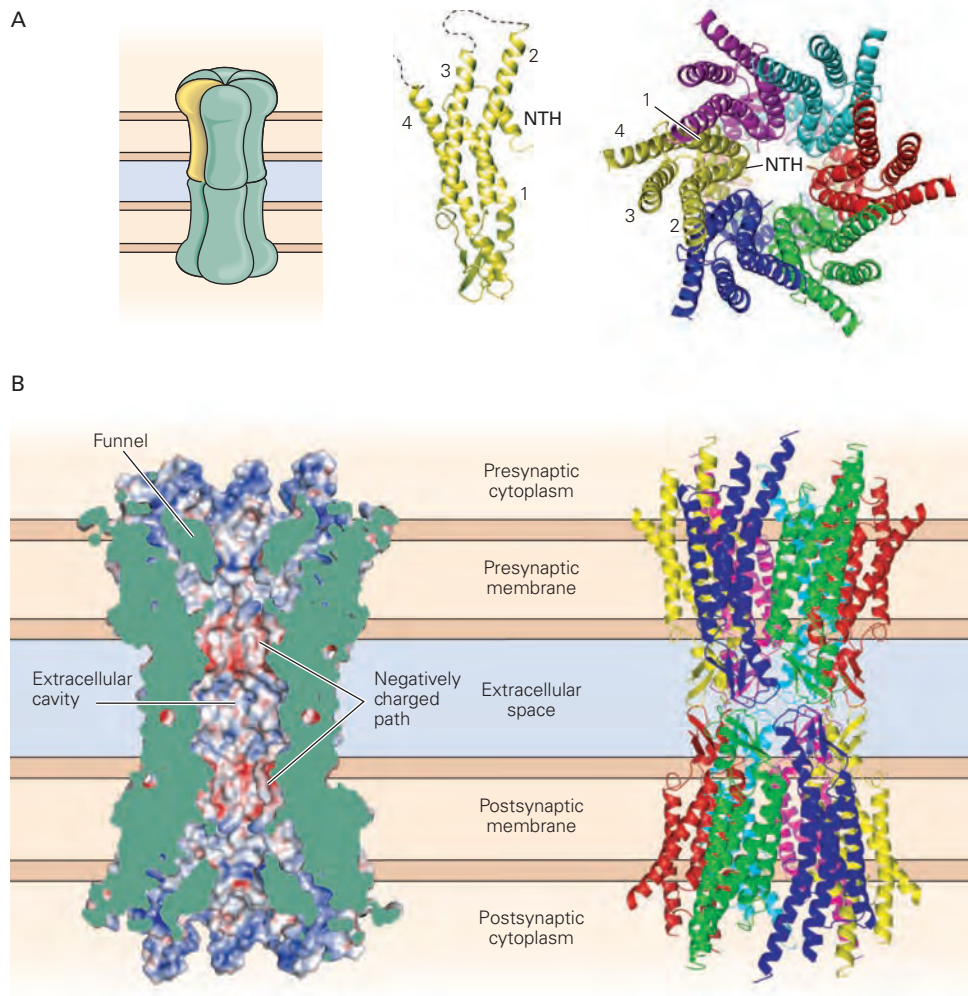 A
3
2
4
NTH
1
1
4
NTH
3
2
B
Funnel
Presynaptic
cytoplasm
Presynaptic
membrane
Extracellular
cavity
Negatively
charged
path
Extracellular
space
Postsynaptic
membrane
Postsynaptic
cytoplasm